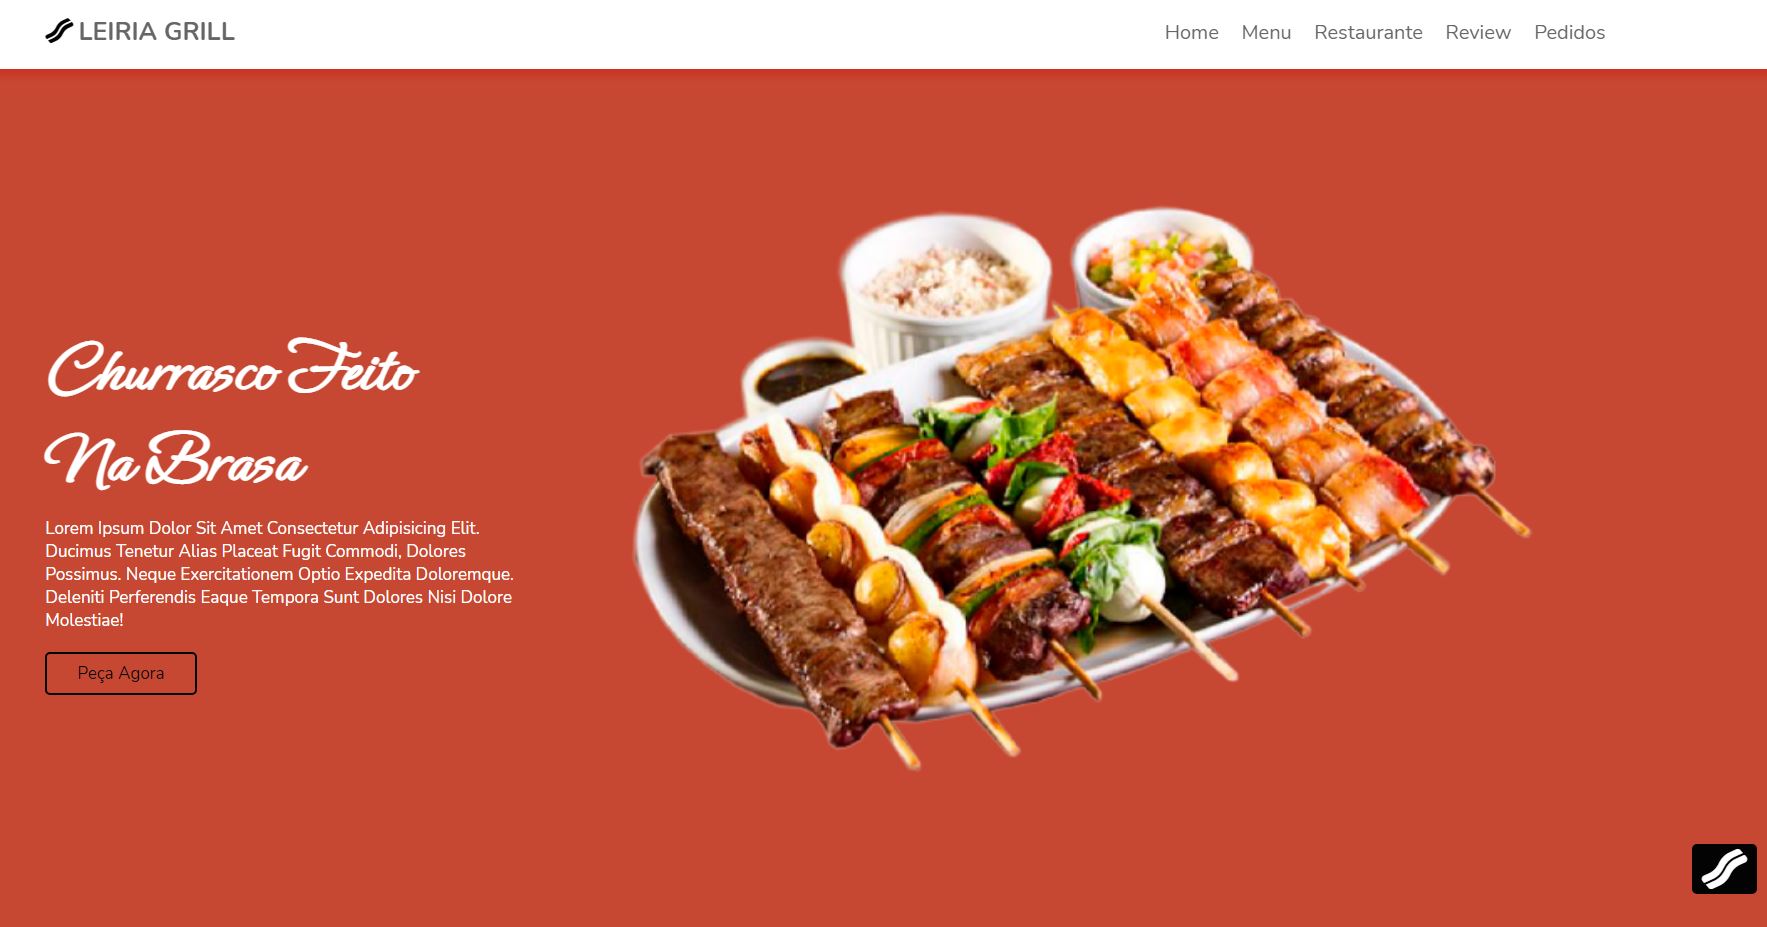 LEIRIA GRILL
Home Menu Restaurante Review Pedidos
Churrasco Feito
Na Brasa
Lorem Ipsum Dolor Sit Amet Consectetur Adipisicing Elit.
Ducimus Tenetur Alias Placeat Fugit Commodi, Dolores
Possimus. Neque Exercitationem Optio Expedita Doloremque.
Deleniti Perferendis Eaque Tempora Sunt Dolores Nisi Dolore
Molestiae!
Peça Agora